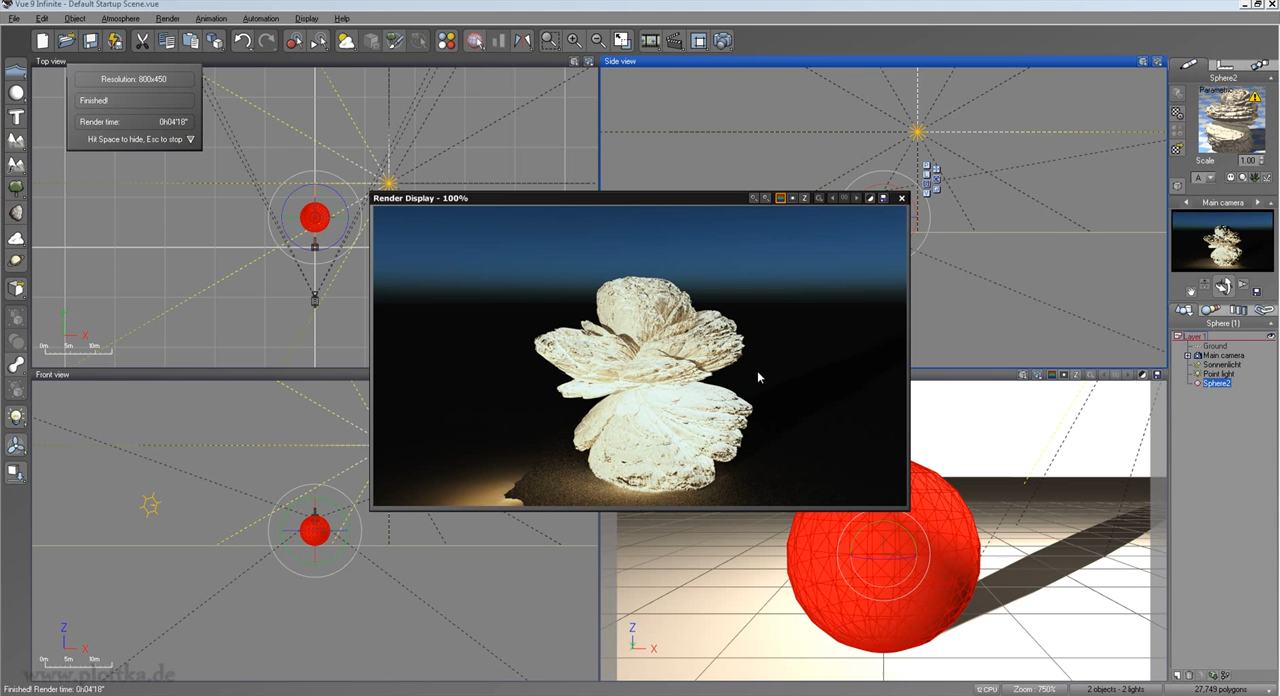 Vue 9 Infinite - Default Startup Scene.vue
File Edit Object Atmosphere Render Animation Automation Display Help
Top view
Side view
Resolution: 800x450
Finished!
Render time: 0h04'18"
Hit Space to hide, Esc to stop
X
0m 5m 10m
Render Display - 100%
Z
Front view
Z
X
0m 5m 10m
Z
Z
X
Sphere2
Parametric
Scale 1.00
A
Main camera
Sphere (1)
Layer 1
Ground
Main camera
Sonnenlicht
Point light
Sphere2
www.ploitka.de
Finished! Render time: 0h04'18"
12 CPU
Zoom : 750%
2 objects - 2 lights
27,749 polygons